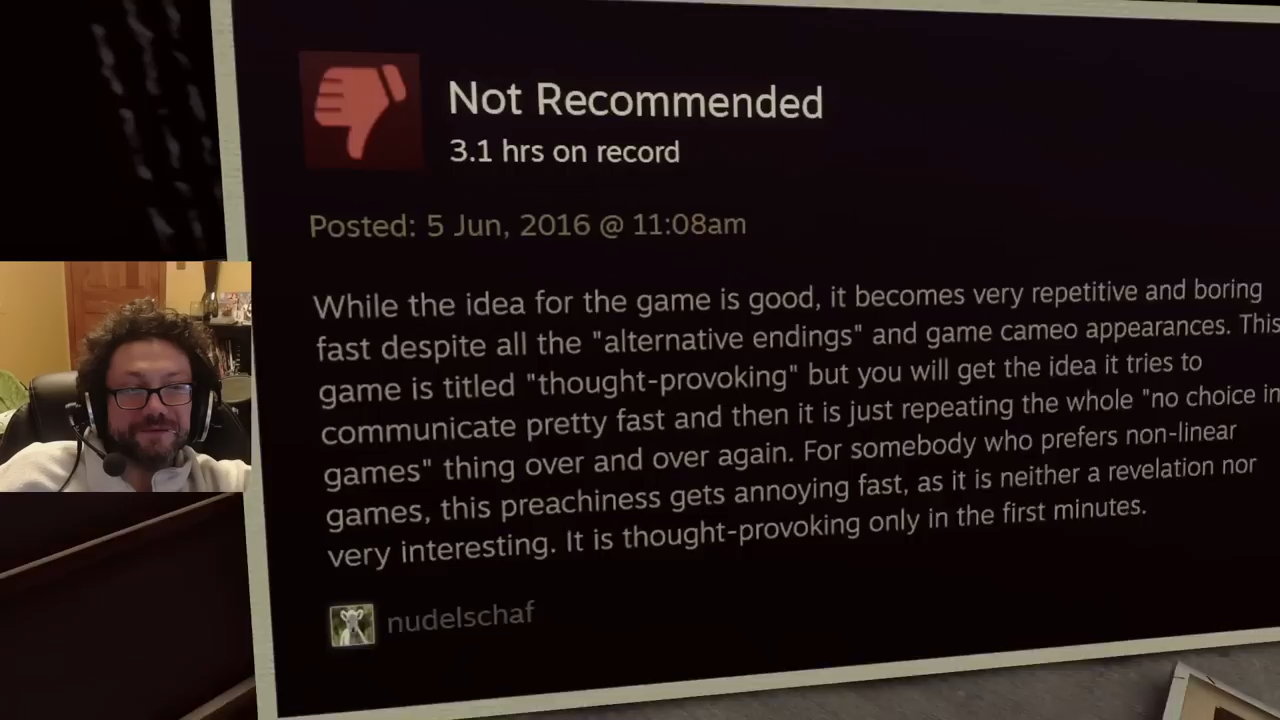 Not Recommended
3.1 hrs on record
Posted: 5 Jun, 2016 @ 11:08am
While the idea for the game is good, it becomes very repetitive and boring
fast despite all the "alternative endings" and game cameo appearances. This
game is titled "thought-provoking" but you will get the idea it tries to
communicate pretty fast and then it is just repeating the whole "no choice in
games" thing over and over again. For somebody who prefers non-linear
games, this preachiness gets annoying fast, as it is neither a revelation nor
very interesting. It is thought-provoking only in the first minutes.
nudelschaf